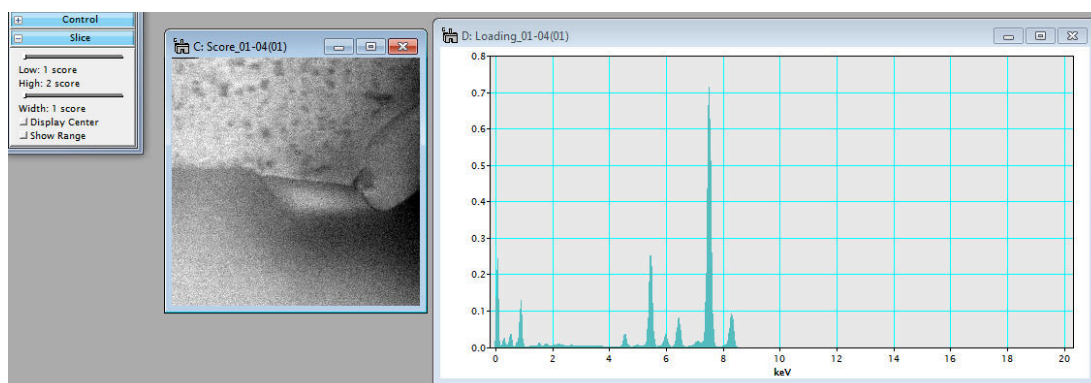 Control
Slice
Low: 1 score
High: 2 score
Width: 1 score
Display Center
Show Range
C: Score_01-04(01)
D: Loading_01-04(01)
0.8
0.7
0.6
0.5
0.4
0.3
0.2
0.1
0.0
0 2 4 6 8 10 12 14 16 18 20
keV